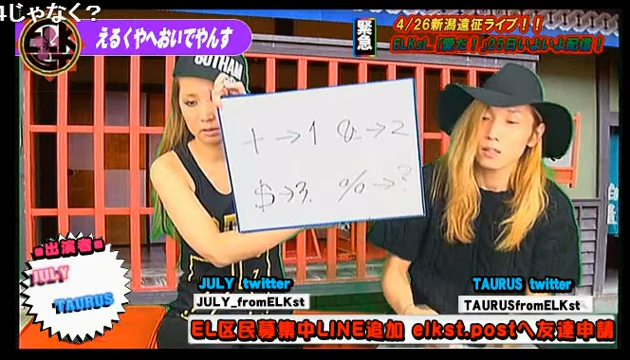 4じゃなく?
えるくやへおいでやんす
緊急
4/26新潟遠征ライブ!!
ELKsL「愛だ!」25日いよいよ配信!
GOTHAM
+→1 &→2
$→3. %→?
■出演者■
JULY
TAURUS
JULY twitter
JULY_fromELKst
TAURUS twitter
TAURUSfromELKst
EL区民募集中LINE追加 elkst.postへ友達申請